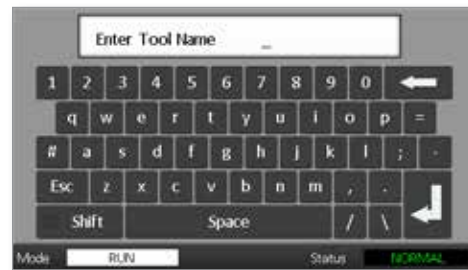 Enter Tool Name _
1 2 3 4 5 6 7 8 9 0
q w e r t y u i o p =
# a s d f g h j k l ; -
Esc z x c v b n m , .
Shift Space / \
Mode RUN Status NORMAL